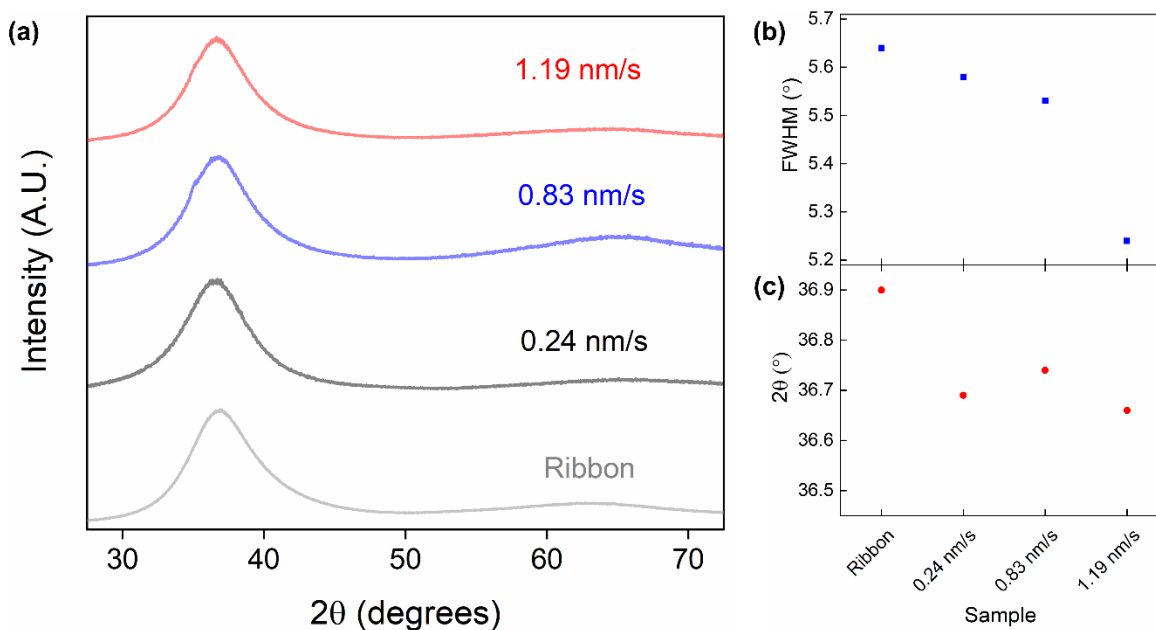 (a)
Intensity (A.U.)
1.19 nm/s
0.83 nm/s
0.24 nm/s
Ribbon
30 40 50 60 70
2θ (degrees)
(b)
FWHM (°)
5.7
5.6
5.5
5.4
5.3
5.2
(c)
2θ (°)
36.9
36.8
36.7
36.6
36.5
Ribbon
0.24 nm/s
0.83 nm/s
1.19 nm/s
Sample